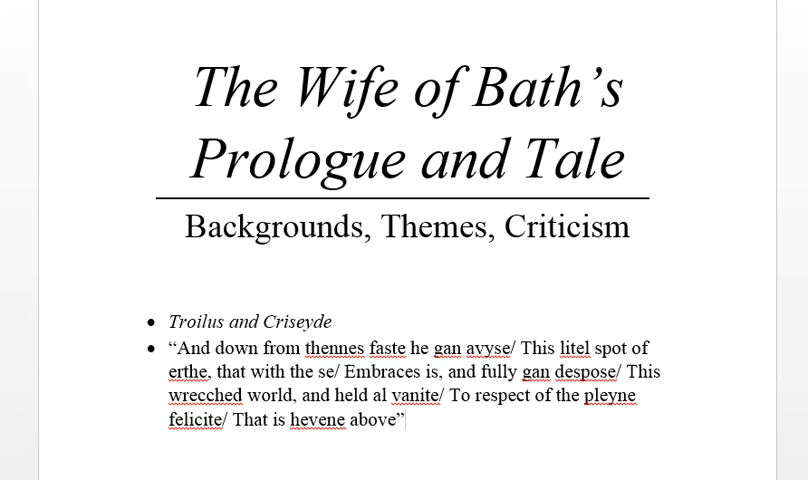 The Wife of Bath’s
Prologue and Tale
Backgrounds, Themes, Criticism
• Troilus and Criseyde
• “And down from thennes faste he gan avyse/ This litel spot of
erthe, that with the se/ Embraces is, and fully gan despose/ This
wrecched world, and held al vanite/ To respect of the pleyne
felicite/ That is hevene above”